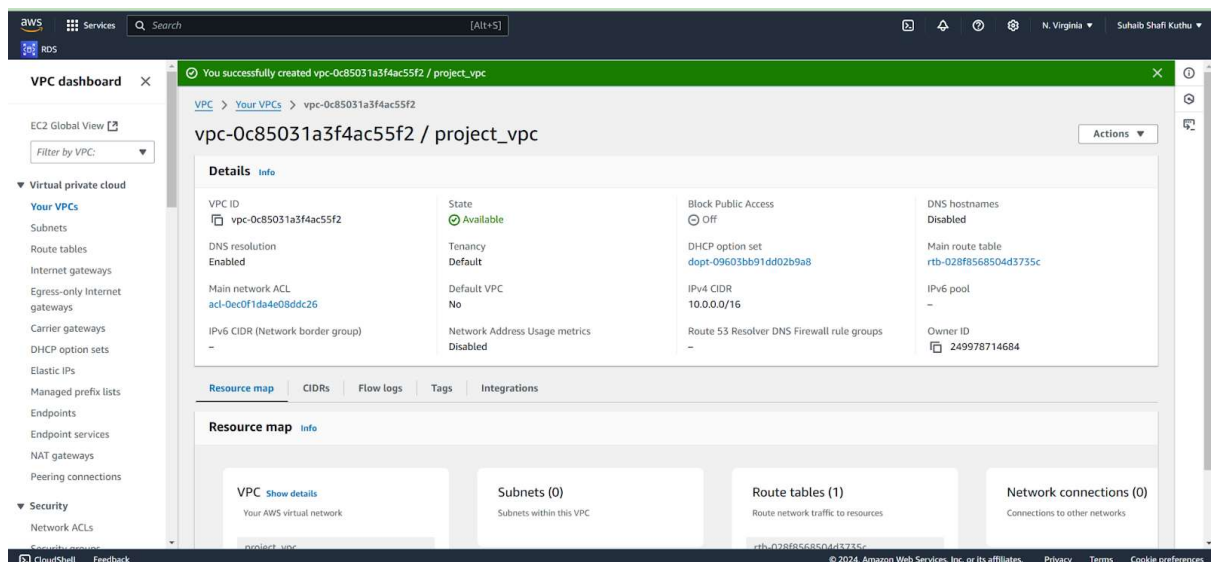 aws Services Search [Alt+S] N. Virginia Suhaib Shafi Kuthu
RDS
VPC dashboard
EC2 Global View
Filter by VPC:
Virtual private cloud
Your VPCs
Subnets
Route tables
Internet gateways
Egress-only Internet
gateways
Carrier gateways
DHCP option sets
Elastic IPs
Managed prefix lists
Endpoints
Endpoint services
NAT gateways
Peering connections
Security
Network ACLs
Security groups
You successfully created vpc-0c85031a3f4ac55f2 / project_vpc
VPC > Your VPCs > vpc-0c85031a3f4ac55f2
vpc-0c85031a3f4ac55f2 / project_vpc
Actions
Details Info
VPC ID
vpc-0c85031a3f4ac55f2
State
Available
Block Public Access
Off
DNS hostnames
Disabled
DNS resolution
Enabled
Tenancy
Default
DHCP option set
dopt-09603bb91dd02b9a8
Main route table
rtb-028f8568504d3735c
Main network ACL
acl-0ec0f1da4e08ddc26
Default VPC
No
IPv4 CIDR
10.0.0.0/16
IPv6 pool
–
IPv6 CIDR (Network border group)
–
Network Address Usage metrics
Disabled
Route 53 Resolver DNS Firewall rule groups
–
Owner ID
249978714684
Resource map CIDRs Flow logs Tags Integrations
Resource map Info
VPC Show details
Your AWS virtual network
project_vpc
Subnets (0)
Subnets within this VPC
Route tables (1)
Route network traffic to resources
rtb-028f8568504d3735c
Network connections (0)
Connections to other networks
CloudShell Feedback © 2024, Amazon Web Services, Inc. or its affiliates. Privacy Terms Cookie preferences